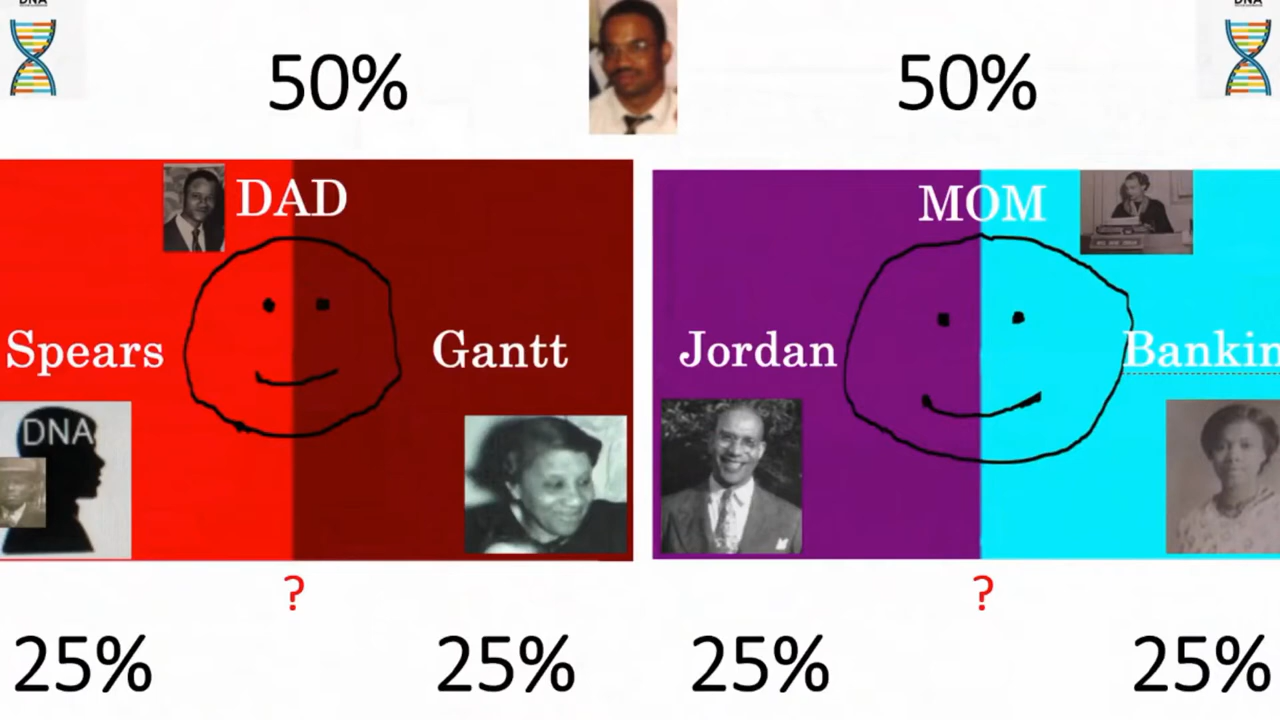 DNA
DNA
50%
50%
DAD
MOM
Spears
Gantt
Jordan
Bankin
DNA
?
?
25%
25%
25%
25%